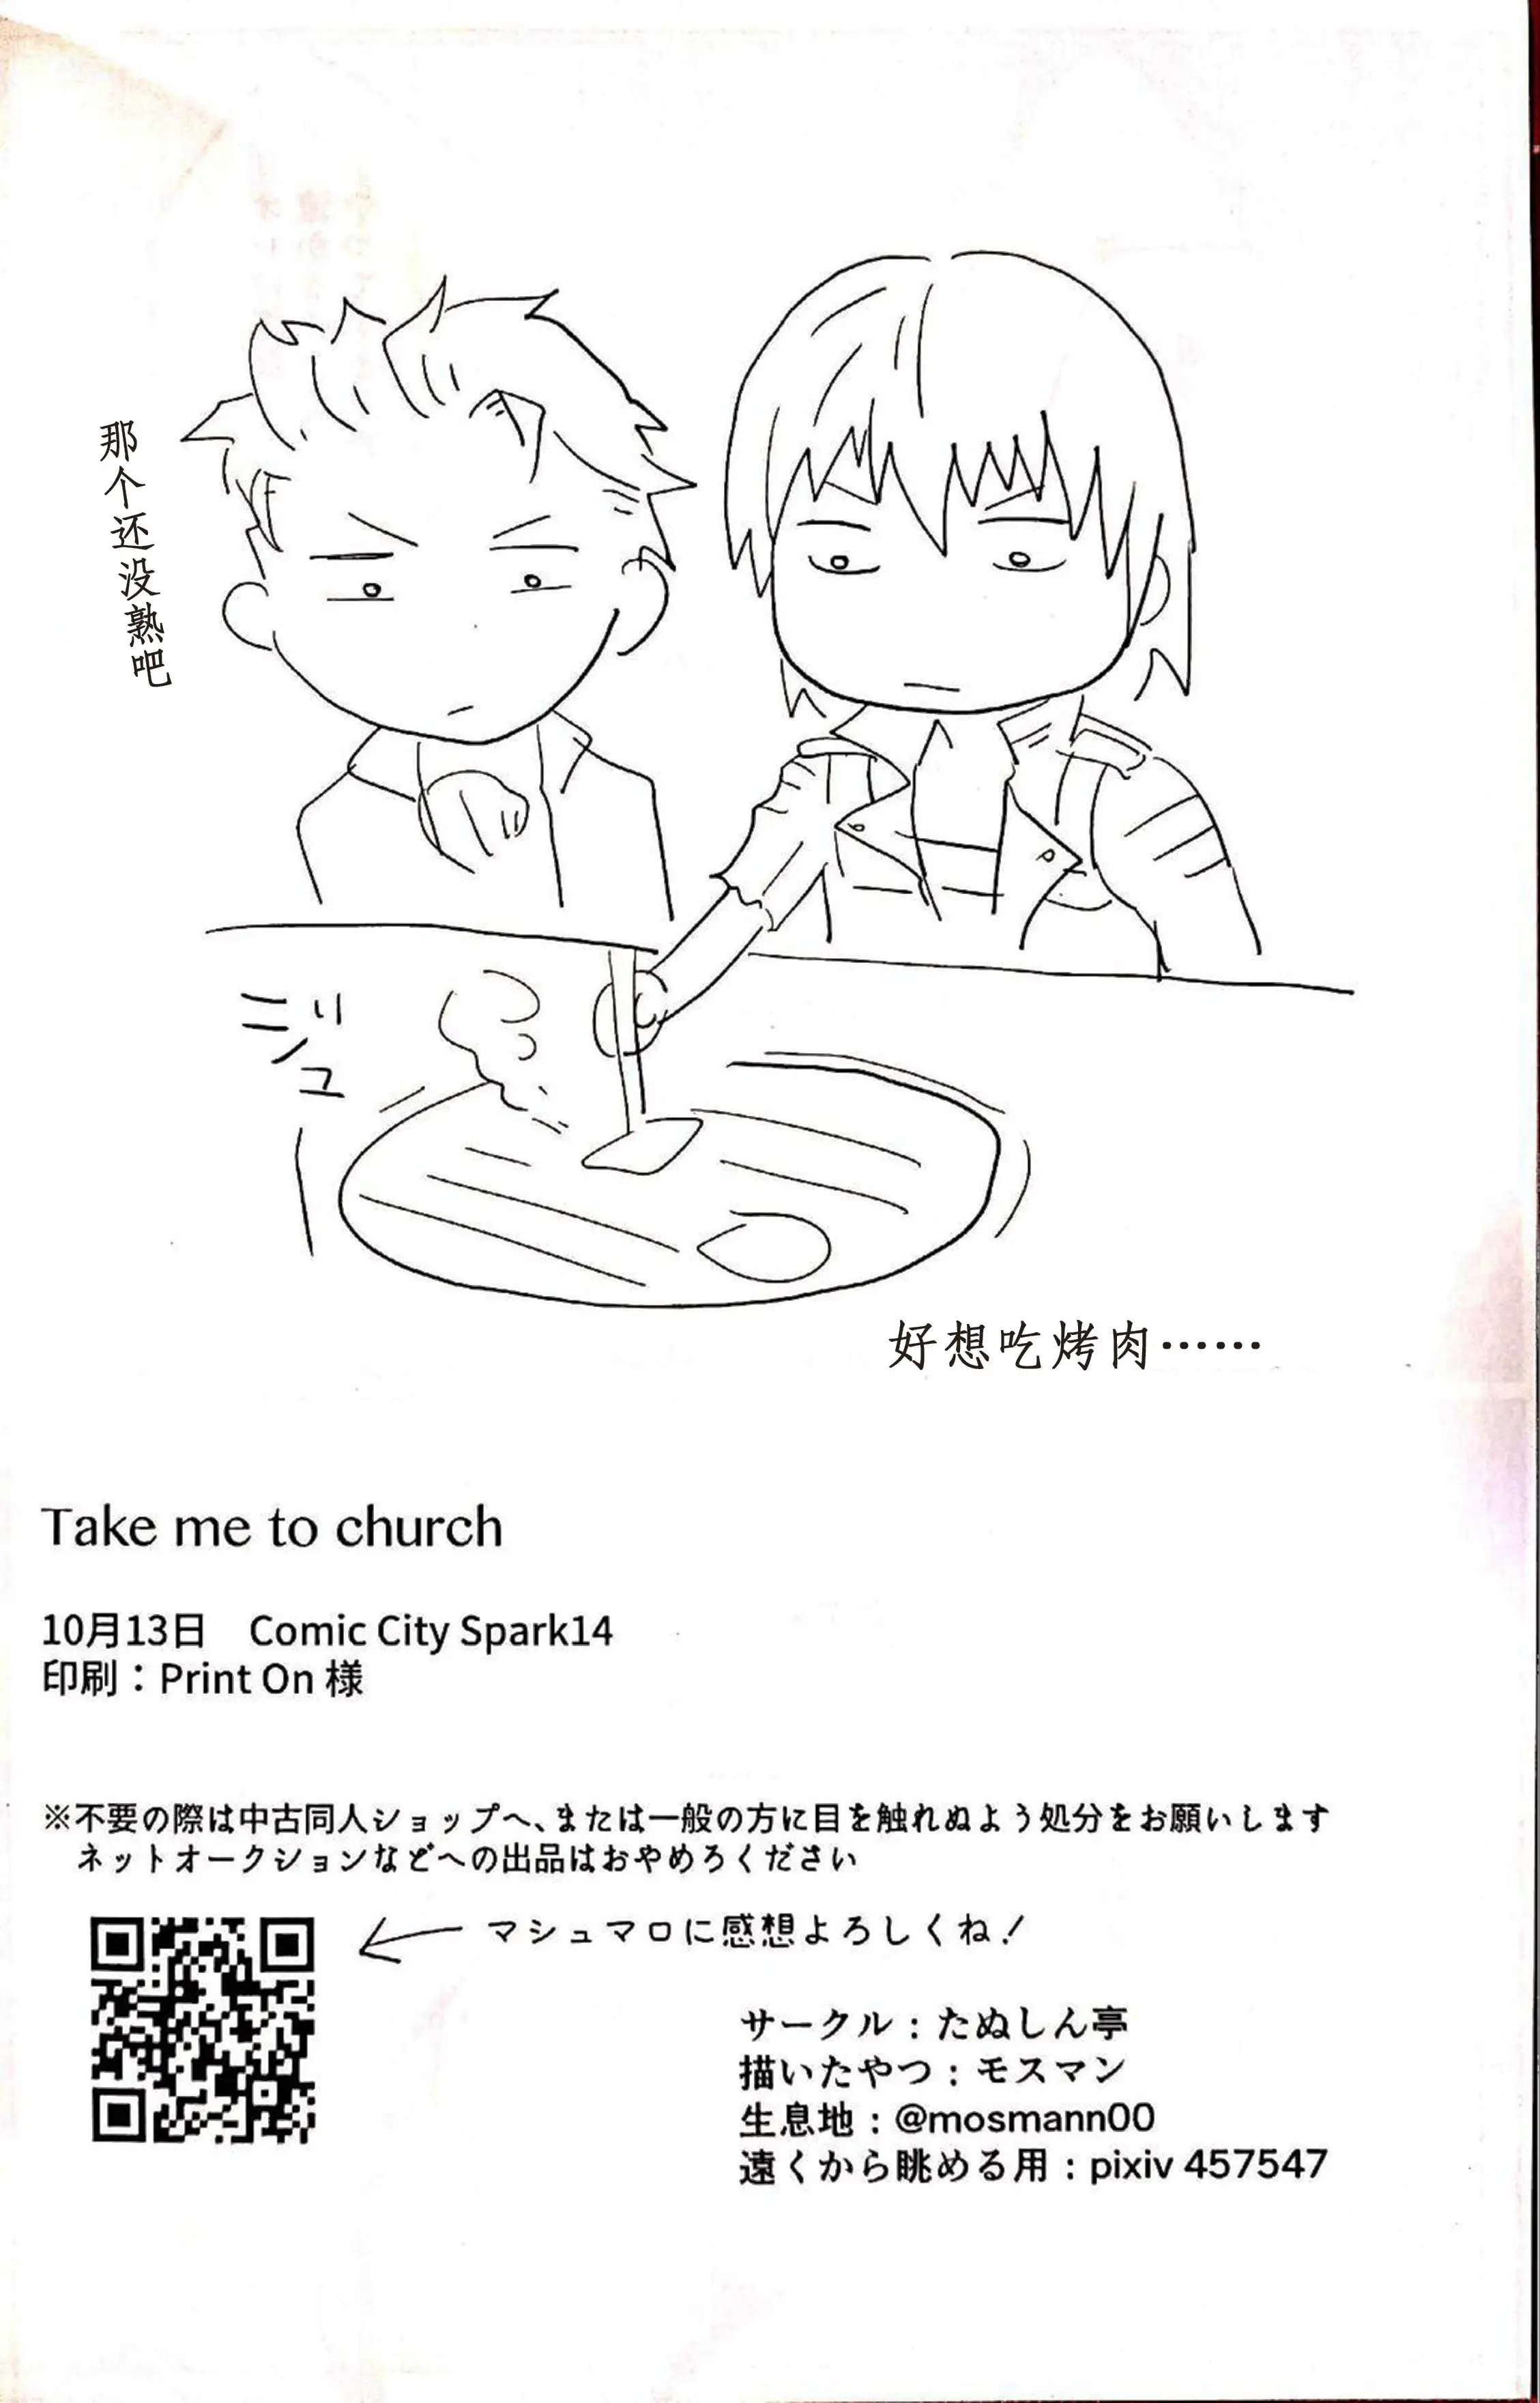 那个还没熟吧
ジュ
好想吃烤肉……
Take me to church
10月13日　Comic City Spark14
印刷：Print On 様
※不要の際は中古同人ショップへ、または一般の方に目を触れぬよう処分をお願いします
ネットオークションなどへの出品はおやめろください
マシュマロに感想よろしくね！
サークル：たぬしん亭
描いたやつ：モスマン
生息地：@mosmann00
遠くから眺める用：pixiv 457547